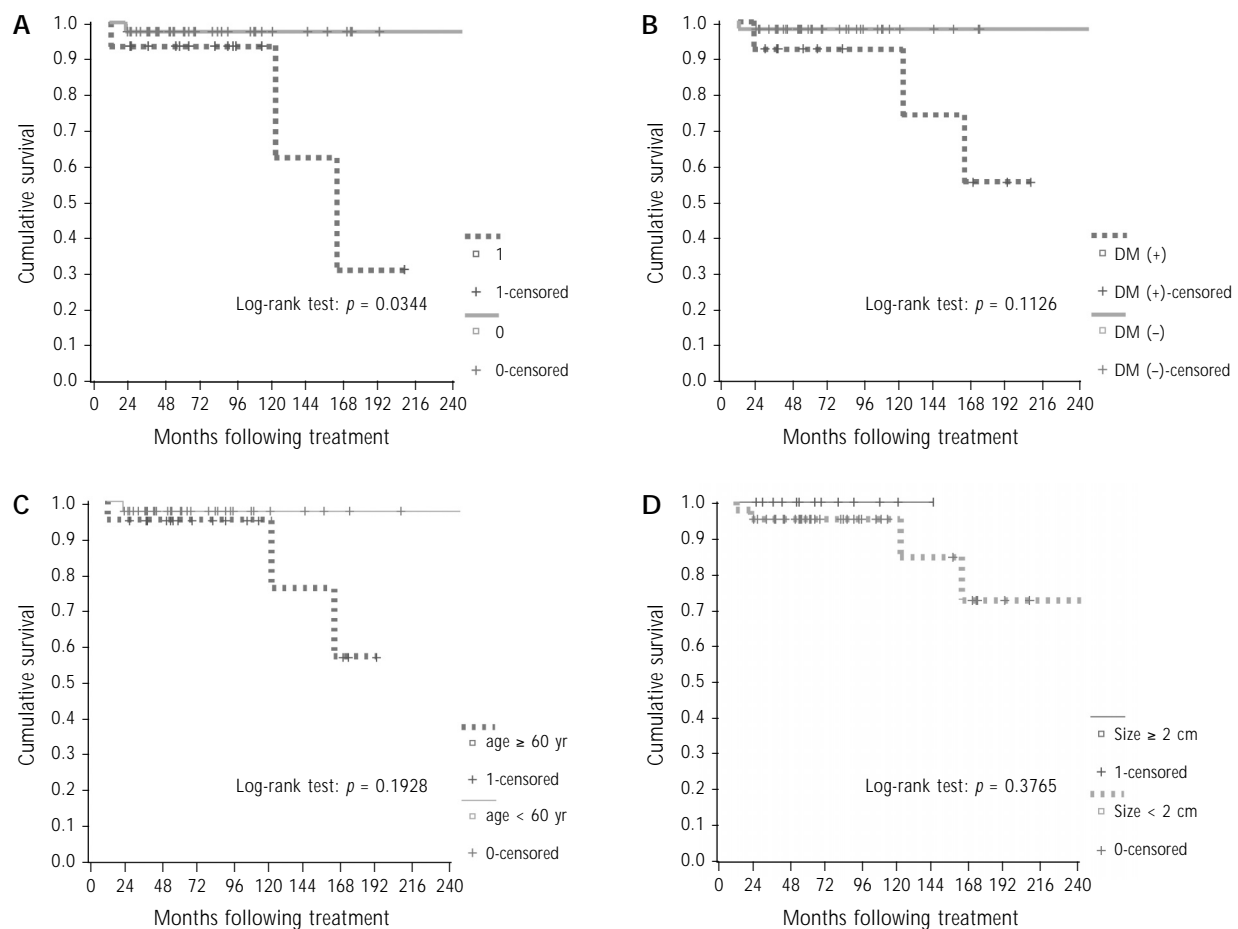 A
Cumulative survival
1.0
0.9
0.8
0.7
0.6
0.5
0.4
0.3
0.2
0.1
0.0
0 24 48 72 96 120 144 168 192 216 240
Months following treatment
Log-rank test: p = 0.0344
1
1-censored
0
0-censored
B
Cumulative survival
1.0
0.9
0.8
0.7
0.6
0.5
0.4
0.3
0.2
0.1
0.0
0 24 48 72 96 120 144 168 192 216 240
Months following treatment
Log-rank test: p = 0.1126
DM (+)
DM (+)-censored
DM (–)
DM (–)-censored
C
Cumulative survival
1.0
0.9
0.8
0.7
0.6
0.5
0.4
0.3
0.2
0.1
0.0
0 24 48 72 96 120 144 168 192 216 240
Months following treatment
Log-rank test: p = 0.1928
age ≥ 60 yr
1-censored
age < 60 yr
0-censored
D
Cumulative survival
1.0
0.9
0.8
0.7
0.6
0.5
0.4
0.3
0.2
0.1
0.0
0 24 48 72 96 120 144 168 192 216 240
Months following treatment
Log-rank test: p = 0.3765
Size ≥ 2 cm
1-censored
Size < 2 cm
0-censored